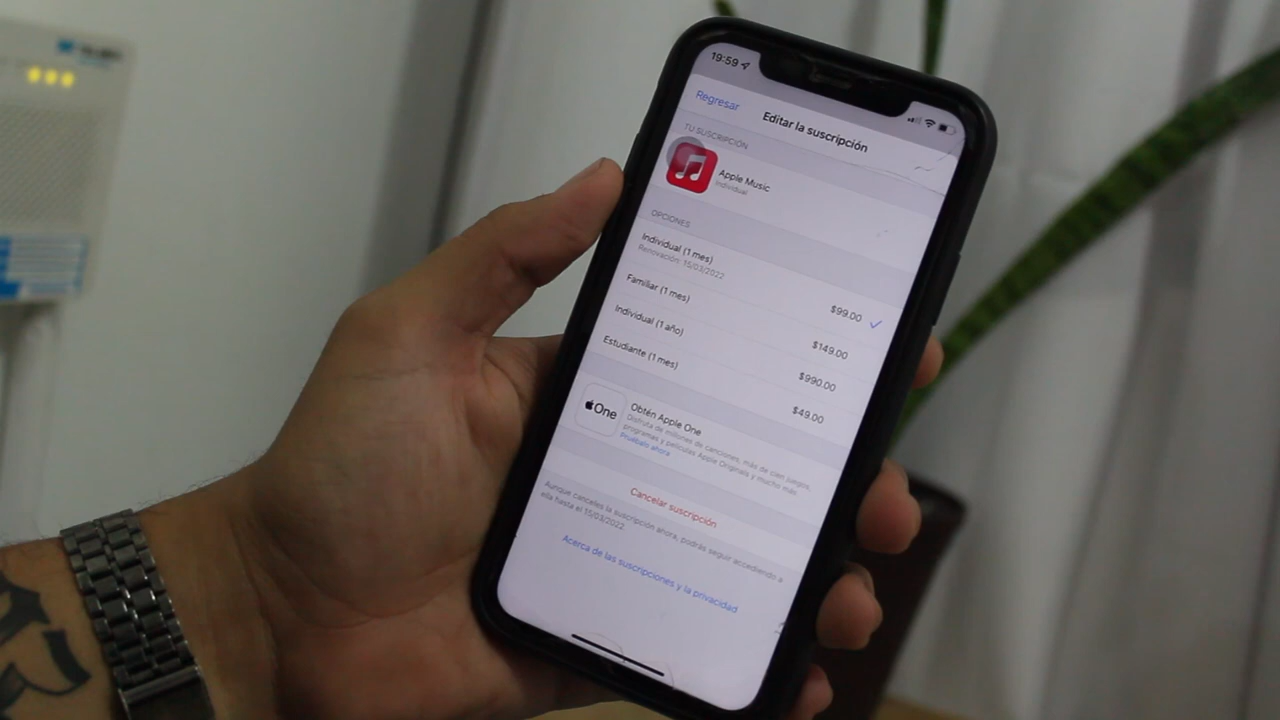 19:59
Regresar
Editar la suscripción
TU SUSCRIPCIÓN
Apple Music
Individual
OPCIONES
Individual (1 mes)
Renovación: 15/03/2022
$99.00
Familiar (1 mes)
$149.00
Individual (1 año)
$990.00
Estudiante (1 mes)
$49.00
One
Obtén Apple One
Disfruta de millones de canciones, más de cien juegos,
programas y películas Apple Originals y mucho más.
Pruébalo ahora
Cancelar suscripción
Aunque canceles la suscripción ahora, podrás seguir accediendo a
ella hasta el 15/03/2022.
Acerca de las suscripciones y la privacidad